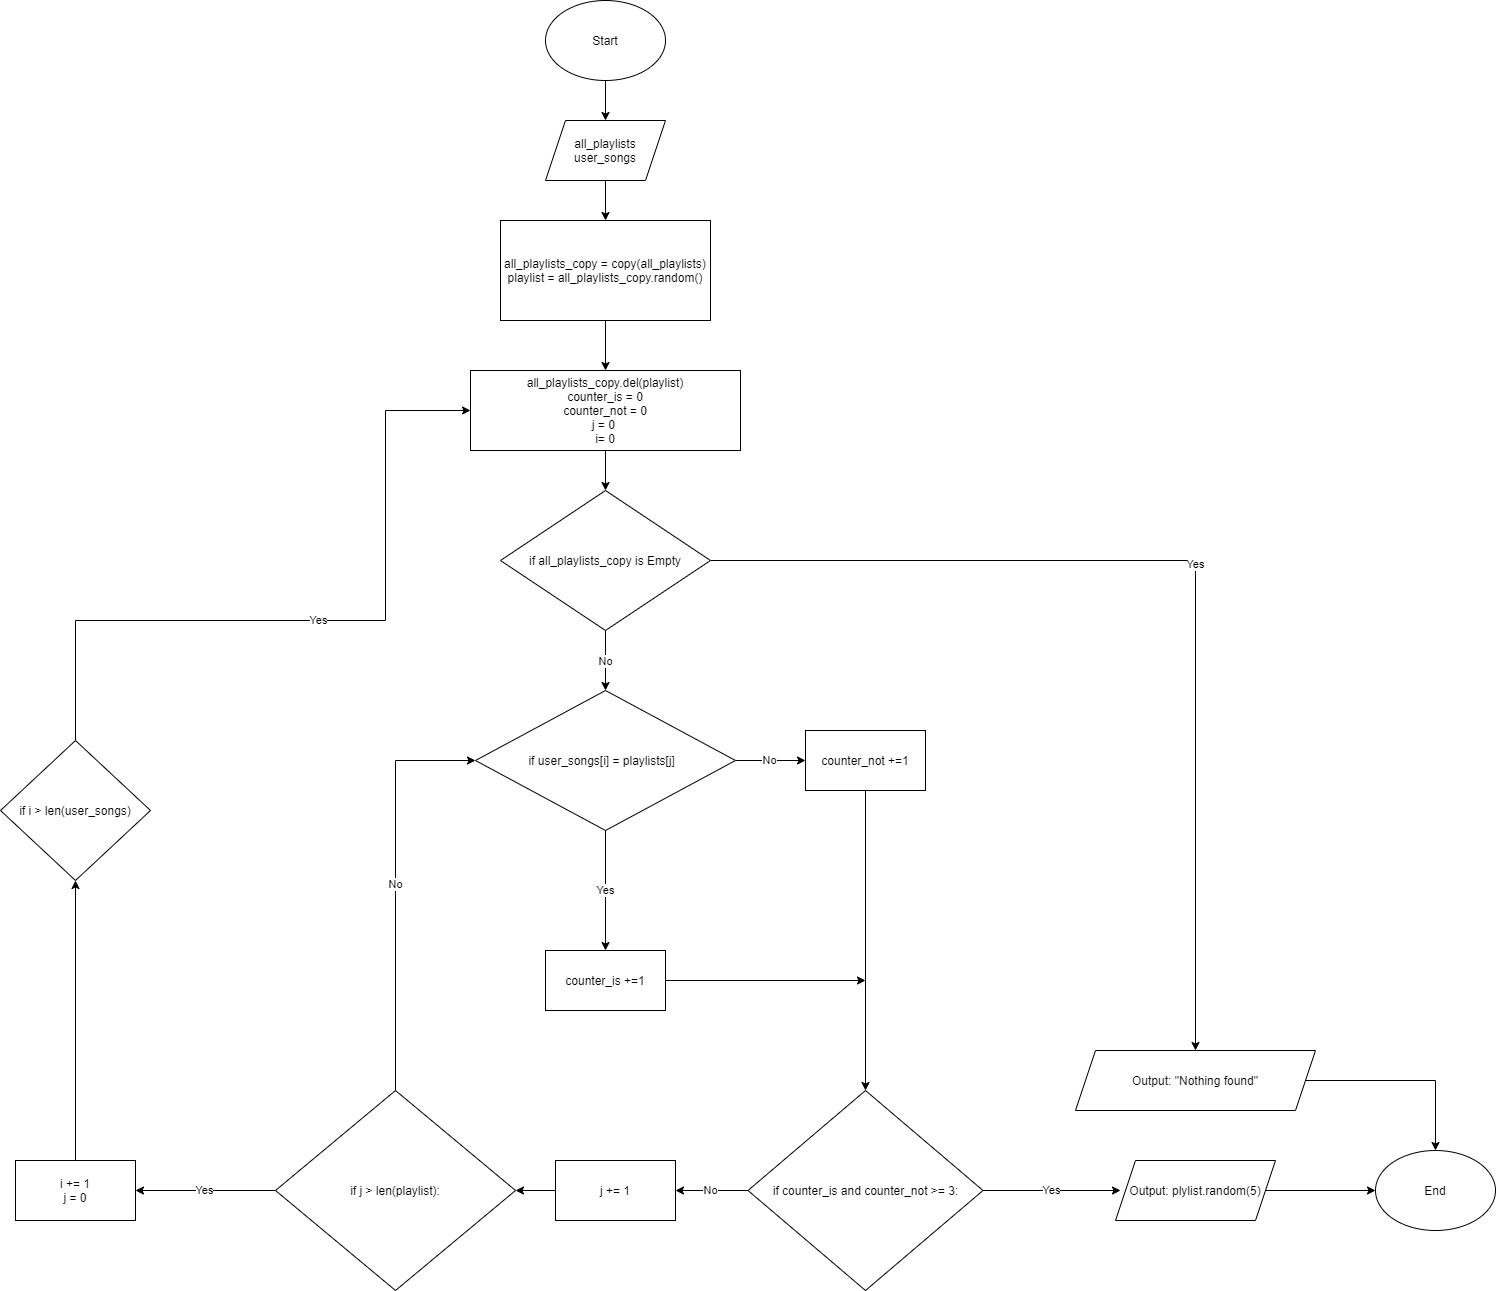 Start
all_playlists
user_songs
all_playlists_copy = copy(all_playlists)
playlist = all_playlists_copy.random()
all_playlists_copy.del(playlist)
counter_is = 0
counter_not = 0
j = 0
i= 0
if all_playlists_copy is Empty
Yes
No
Yes
if user_songs[i] = playlists[j]
No
counter_not +=1
if i > len(user_songs)
No
Yes
counter_is +=1
Output: "Nothing found"
i += 1
j = 0
Yes
if j > len(playlist):
j += 1
No
if counter_is and counter_not >= 3:
Yes
Output: plylist.random(5)
End